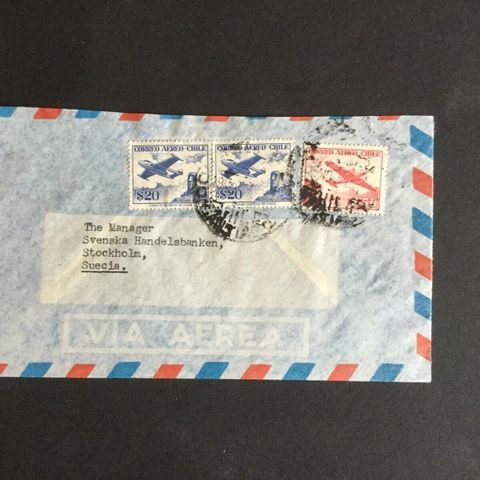 CORREO AEREO CHILE
$20
CORREO AEREO CHILE
$20
CORREO AEREO CHILE
The Manager
Svenska Handelsbanken,
Stockholm,
Suecia.
VIA AEREA